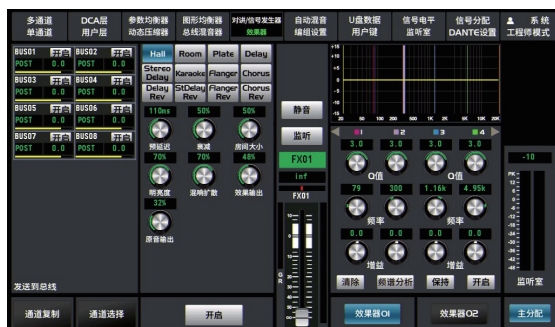 多通道 DCA层 参数均衡器 图形均衡器 对讲/信号发生器 自动混音 U盘数据 信号电平 信号分配 系统
单通道 用户层 动态压缩器 总线混音器 效果器 编组设置 用户键 监听室 DANTE设置 工程师模式
BUS01 开启 BUS02 开启
POST 0.0 POST 0.0
BUS03 开启 BUS04 开启
POST 0.0 POST 0.0
BUS05 开启 BUS06 开启
POST 0.0 POST 0.0
BUS07 开启 BUS08 开启
POST 0.0 POST 0.0
发送到总线
通道复制 通道选择
Hall Room Plate Delay
Stereo Delay Karaoke Flanger Chorus
Delay Rev StDelay Rev Flanger Rev Chorus Rev
110ms 50% 50%
预延迟 衰减 房间大小
70% 70% 48%
明亮度 混响扩散 效果输出
32%
原音输出
开启
静音
监听
FX01
inf
FX01
1 2 3 4
3.0 3.0 3.0 3.0
Q值 Q值
79 300 1.16k 4.95k
频率 频率
0.0 0.0 0.0 0.0
增益 增益
清除 频谱分析 保持 开启
效果器01 效果器02
-10
监听室
主分配